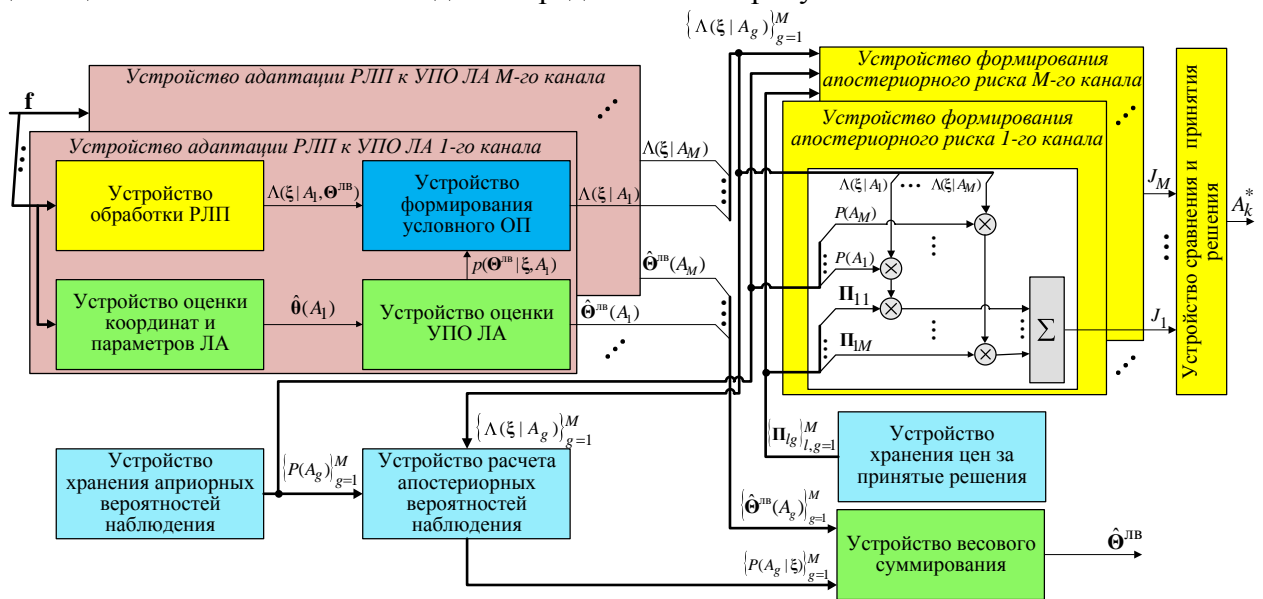 {Λ(ξ | A_g)}_{g=1}^M
Устройство адаптации РЛП к УПО ЛА M-го канала
f
Устройство адаптации РЛП к УПО ЛА 1-го канала
Устройство
обработки РЛП
Λ(ξ | A_1, Θ^лв)
Устройство
формирования
условного ОП
Λ(ξ | A_M)
Λ(ξ | A_1)
p(Θ^лв | ξ, A_1)
Устройство оценки
координат и
параметров ЛА
θ̂(A_1)
Устройство оценки
УПО ЛА
Θ̂^лв(A_M)
Θ̂^лв(A_1)
Устройство формирования
апостериорного риска M-го канала
Устройство формирования
апостериорного риска 1-го канала
Λ(ξ | A_1) ... Λ(ξ | A_M)
P(A_M)
P(A_1)
Π_11
Π_1M
Σ
J_M
J_1
Устройство сравнения и принятия
решения
A_k^*
Устройство
хранения априорных
вероятностей
наблюдения
{P(A_g)}_{g=1}^M
{Λ(ξ | A_g)}_{g=1}^M
Устройство расчета
апостериорных
вероятностей
наблюдения
{Π_lg}_{l,g=1}^M
Устройство
хранения цен за
принятые решения
{Θ̂^лв(A_g)}_{g=1}^M
{P(A_g | ξ)}_{g=1}^M
Устройство весового
суммирования
Θ̂^лв